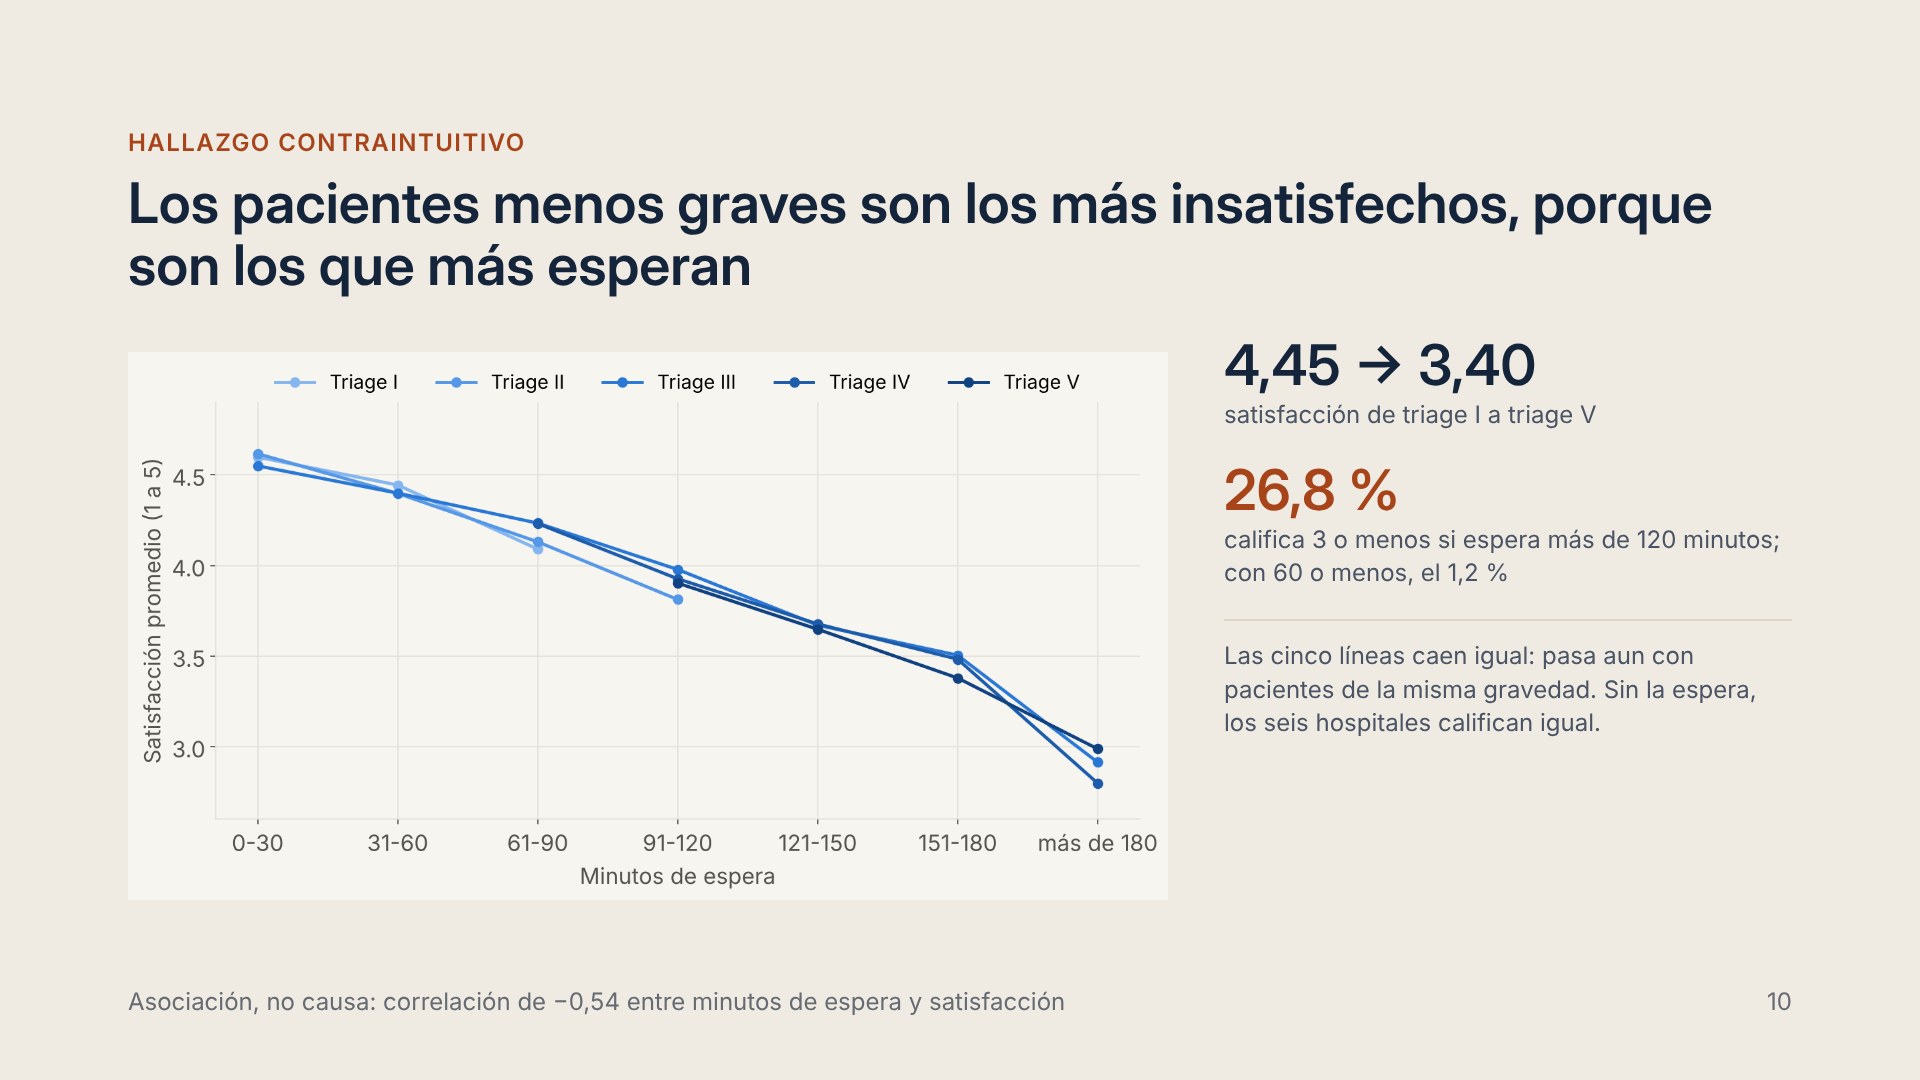 HALLAZGO CONTRAINTUITIVO
Los pacientes menos graves son los más insatisfechos, porque
son los que más esperan
Triage I
Triage II
Triage III
Triage IV
Triage V
Satisfacción promedio (1 a 5)
4.5
4.0
3.5
3.0
0-30
31-60
61-90
91-120
121-150
151-180
más de 180
Minutos de espera
4,45 → 3,40
satisfacción de triage I a triage V
26,8 %
califica 3 o menos si espera más de 120 minutos;
con 60 o menos, el 1,2 %
Las cinco líneas caen igual: pasa aun con
pacientes de la misma gravedad. Sin la espera,
los seis hospitales califican igual.
Asociación, no causa: correlación de −0,54 entre minutos de espera y satisfacción
10